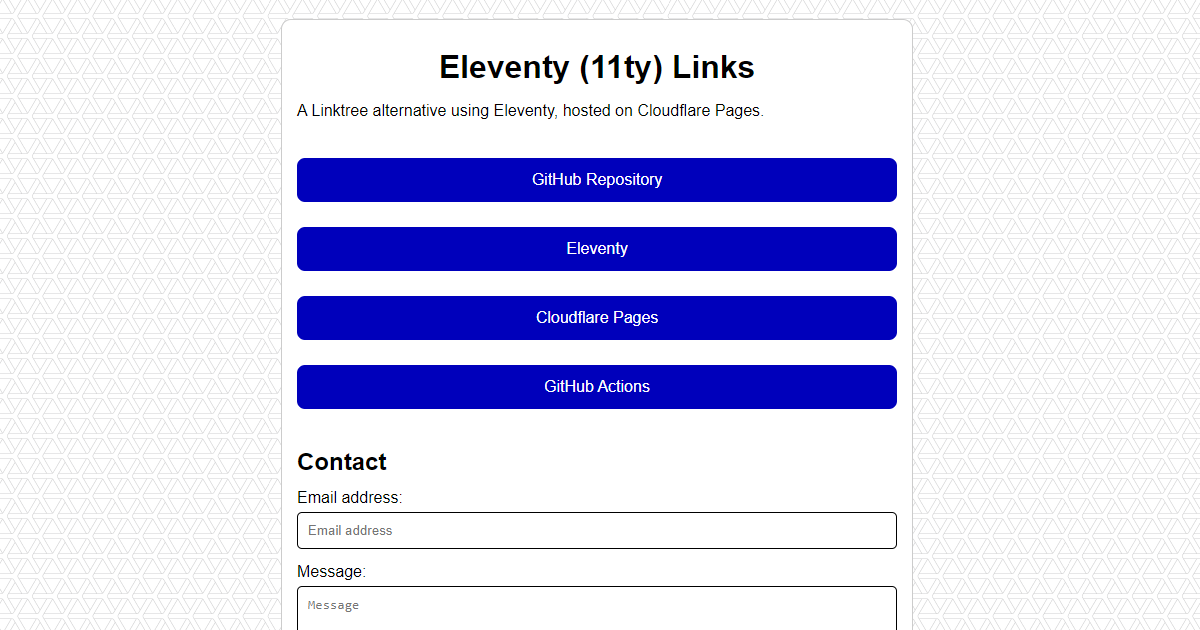 Eleventy (11ty) Links
A Linktree alternative using Eleventy, hosted on Cloudflare Pages.
GitHub Repository
Eleventy
Cloudflare Pages
GitHub Actions
Contact
Email address:
Email address
Message:
Message